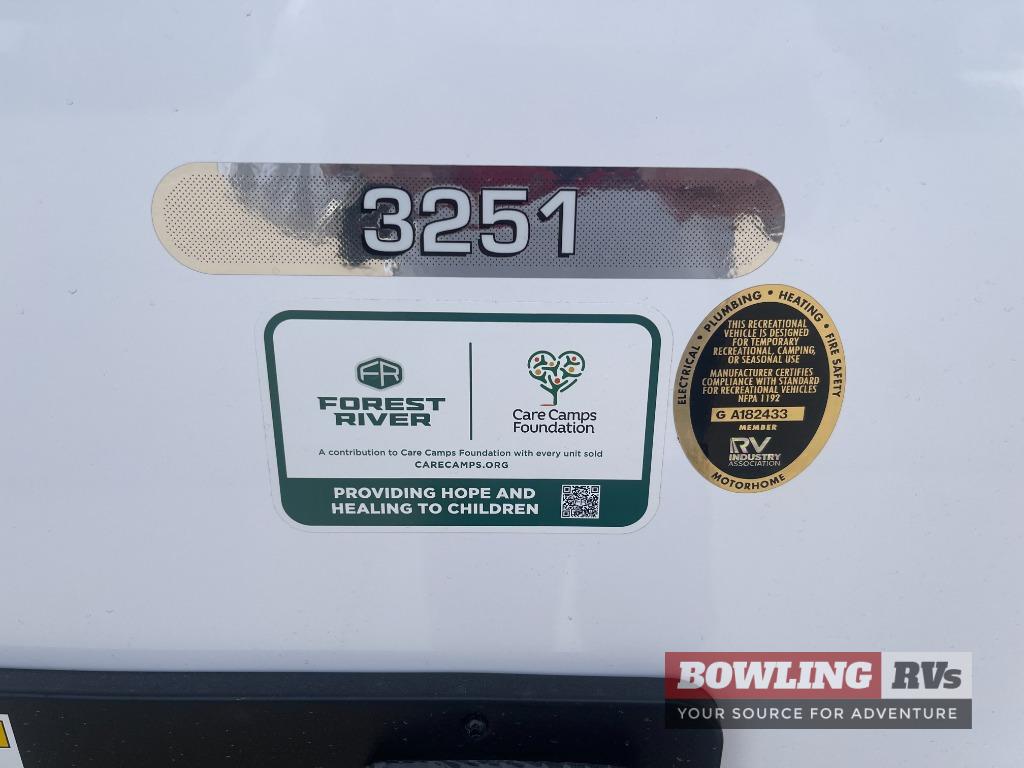 3251
FR
FOREST
RIVER
Care Camps
Foundation
A contribution to Care Camps Foundation with every unit sold
CARECAMPS.ORG
PROVIDING HOPE AND
HEALING TO CHILDREN
ELECTRICAL • PLUMBING • HEATING • FIRE SAFETY
THIS RECREATIONAL
VEHICLE IS DESIGNED
FOR TEMPORARY
RECREATIONAL, CAMPING,
OR SEASONAL USE
MANUFACTURER CERTIFIES
COMPLIANCE WITH STANDARD
FOR RECREATIONAL VEHICLES
NFPA 1192
G A182433
MEMBER
RV
INDUSTRY
ASSOCIATION
MOTORHOME
BOWLING RVs
YOUR SOURCE FOR ADVENTURE